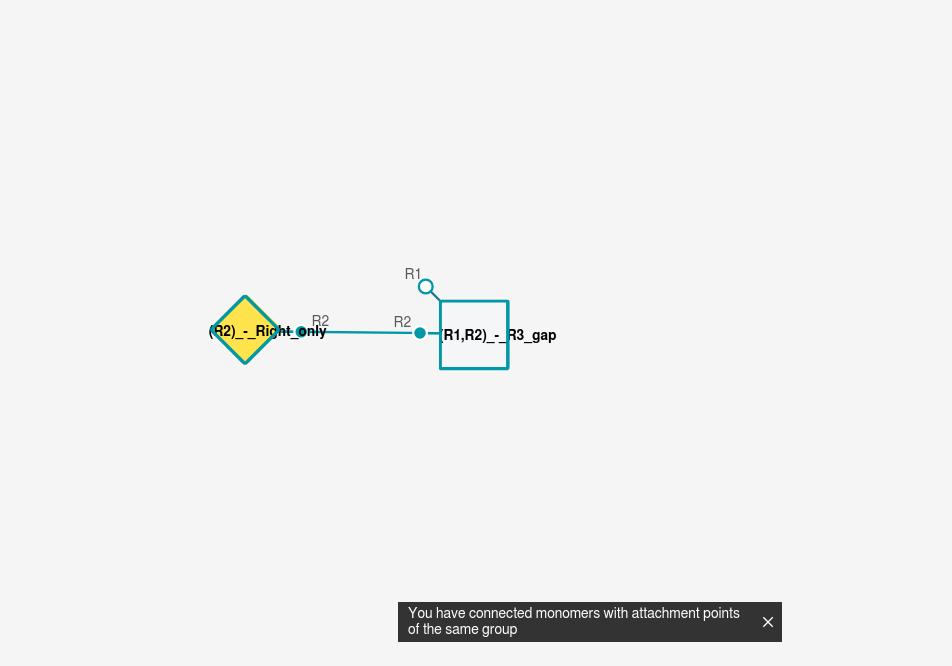 R1
R2
R2
(R2)_-_Right_only
(R1,R2)_-_R3_gap
You have connected monomers with attachment points
of the same group